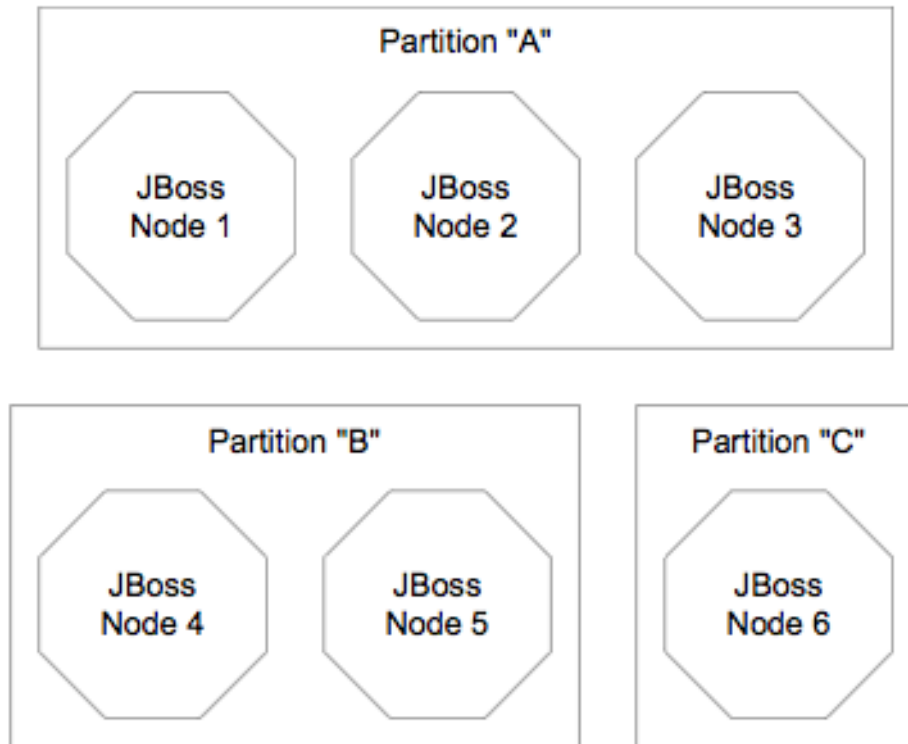 Partition "A"
JBoss
Node 1
JBoss
Node 2
JBoss
Node 3
Partition "B"
JBoss
Node 4
JBoss
Node 5
Partition "C"
JBoss
Node 6